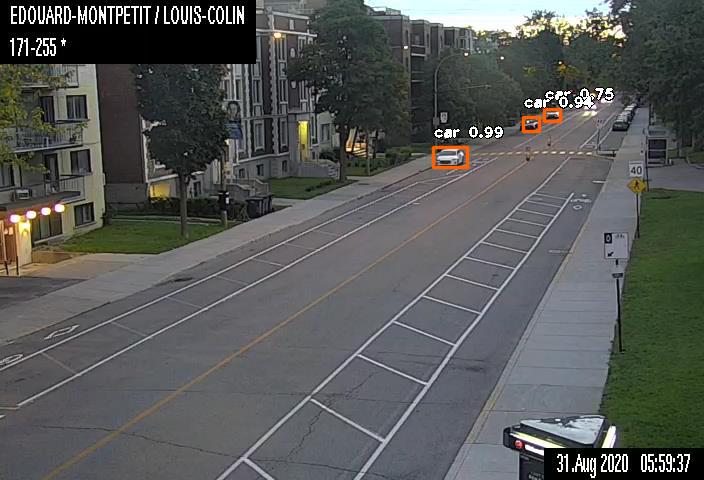 EDOUARD-MONTPETIT / LOUIS-COLIN
171-255 *
car 0.75
car 0.94
car 0.99
40
31.Aug 2020 05:59:37